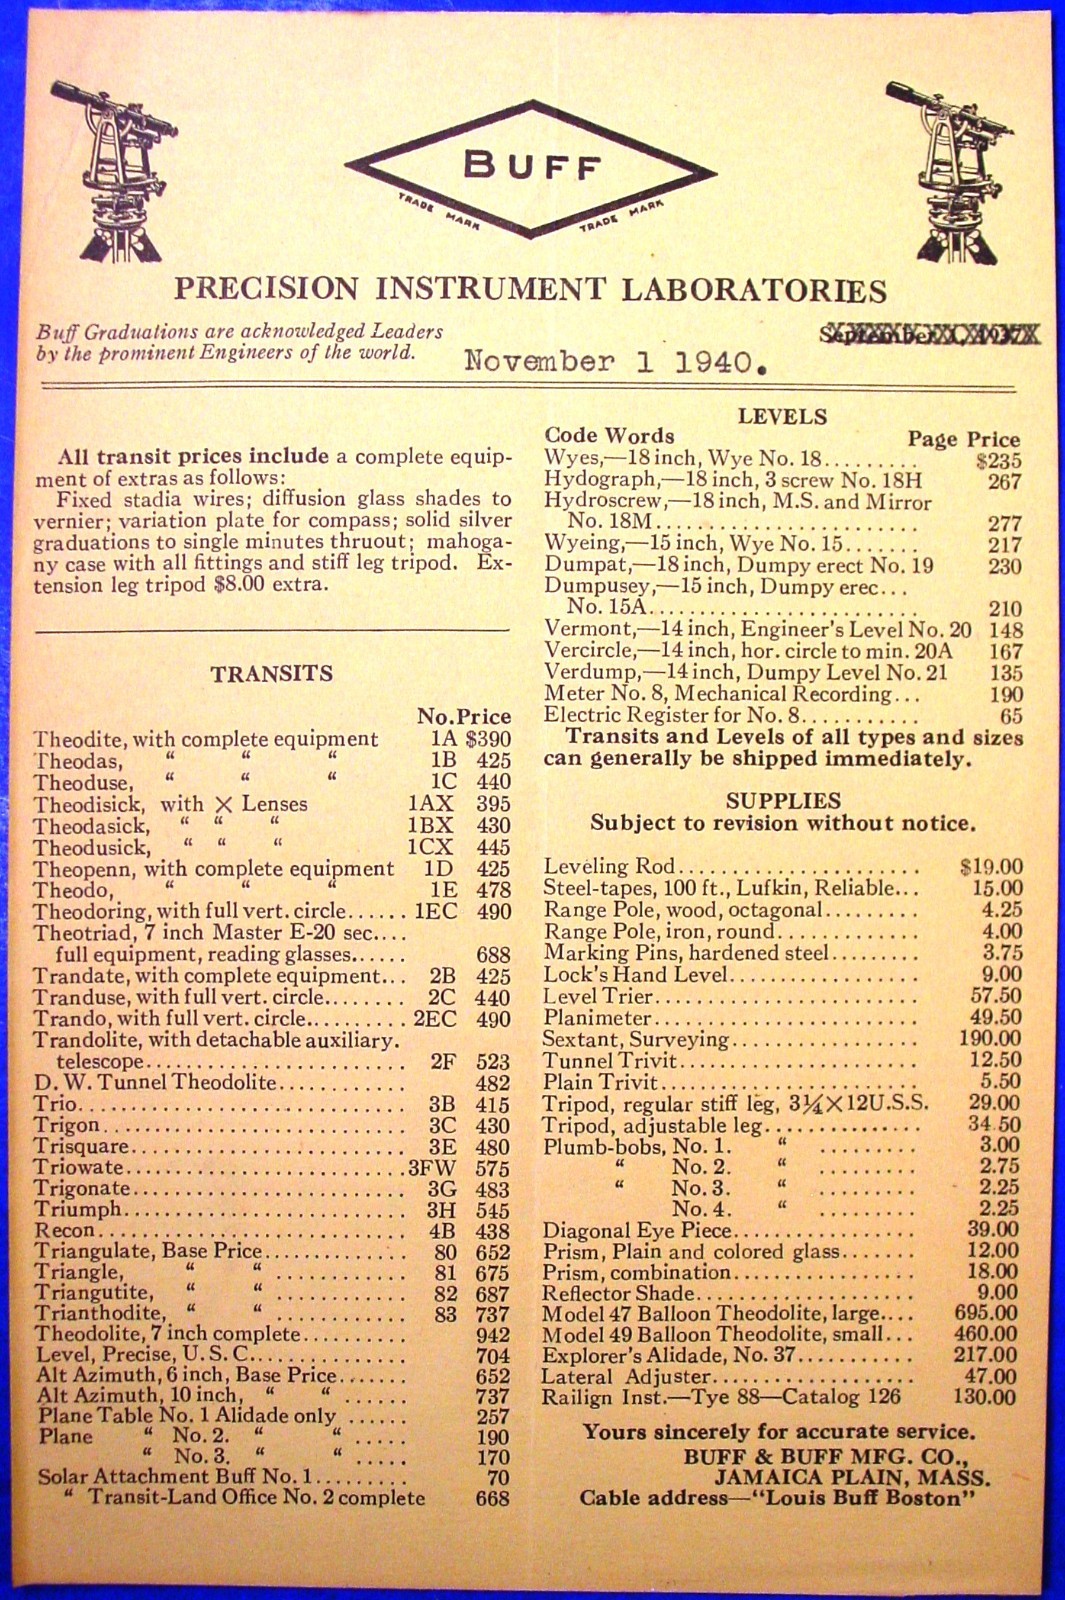 BUFF
TRADE MARK TRADE MARK
PRECISION INSTRUMENT LABORATORIES
Buff Graduations are acknowledged Leaders
by the prominent Engineers of the world.
September 1, 1937
November 1 1940.
All transit prices include a complete equip-
ment of extras as follows:
Fixed stadia wires; diffusion glass shades to
vernier; variation plate for compass; solid silver
graduations to single minutes thruout; mahoga-
ny case with all fittings and stiff leg tripod. Ex-
tension leg tripod $8.00 extra.
TRANSITS
No. Price
Theodite, with complete equipment 1A $390
Theodas, “ “ “ 1B 425
Theoduse, “ “ “ 1C 440
Theodisick, with X Lenses 1AX 395
Theodasick, “ “ “ 1BX 430
Theodusick, “ “ “ 1CX 445
Theopenn, with complete equipment 1D 425
Theodo, “ “ “ 1E 478
Theodoring, with full vert. circle...... 1EC 490
Theotriad, 7 inch Master E-20 sec....
full equipment, reading glasses...... 688
Trandate, with complete equipment... 2B 425
Tranduse, with full vert. circle........ 2C 440
Trando, with full vert. circle.......... 2EC 490
Trandolite, with detachable auxiliary.
telescope.......................... 2F 523
D. W. Tunnel Theodolite............ 482
Trio................................ 3B 415
Trigon.............................. 3C 430
Trisquare........................... 3E 480
Triowate............................3FW 575
Trigonate........................... 3G 483
Triumph............................ 3H 545
Recon.............................. 4B 438
Triangulate, Base Price............. 80 652
Triangle, “ “ ............ 81 675
Triangutite, “ “ ............ 82 687
Trianthodite, “ “ ............ 83 737
Theodolite, 7 inch complete.......... 942
Level, Precise, U. S. C............... 704
Alt Azimuth, 6 inch, Base Price....... 652
Alt Azimuth, 10 inch, “ “ ...... 737
Plane Table No. 1 Alidade only ...... 257
Plane “ No. 2. “ “ ..... 190
“ No. 3. “ “ ..... 170
Solar Attachment Buff No. 1......... 70
“ Transit-Land Office No. 2 complete 668
LEVELS
Code Words Page Price
Wyes,—18 inch, Wye No. 18......... $235
Hydograph,—18 inch, 3 screw No. 18H 267
Hydroscrew,—18 inch, M.S. and Mirror
No. 18M......................... 277
Wyeing,—15 inch, Wye No. 15....... 217
Dumpat,—18 inch, Dumpy erect No. 19 230
Dumpusey,—15 inch, Dumpy erec...
No. 15A......................... 210
Vermont,—14 inch, Engineer's Level No. 20 148
Vercircle,—14 inch, hor. circle to min. 20A 167
Verdump,—14 inch, Dumpy Level No. 21 135
Meter No. 8, Mechanical Recording... 190
Electric Register for No. 8........... 65
Transits and Levels of all types and sizes
can generally be shipped immediately.
SUPPLIES
Subject to revision without notice.
Leveling Rod....................... $19.00
Steel-tapes, 100 ft., Lufkin, Reliable... 15.00
Range Pole, wood, octagonal......... 4.25
Range Pole, iron, round............. 4.00
Marking Pins, hardened steel......... 3.75
Lock's Hand Level.................. 9.00
Level Trier......................... 57.50
Planimeter......................... 49.50
Sextant, Surveying.................. 190.00
Tunnel Trivit....................... 12.50
Plain Trivit......................... 5.50
Tripod, regular stiff leg, 3¼X12U.S.S. 29.00
Tripod, adjustable leg............... 34.50
Plumb-bobs, No. 1. “ ......... 3.00
“ No. 2. “ ......... 2.75
“ No. 3. “ ......... 2.25
No. 4. “ ......... 2.25
Diagonal Eye Piece.................. 39.00
Prism, Plain and colored glass....... 12.00
Prism, combination................. 18.00
Reflector Shade..................... 9.00
Model 47 Balloon Theodolite, large.... 695.00
Model 49 Balloon Theodolite, small... 460.00
Explorer's Alidade, No. 37........... 217.00
Lateral Adjuster................... 47.00
Railign Inst.—Tye 88—Catalog 126 130.00
Yours sincerely for accurate service.
BUFF & BUFF MFG. CO.,
JAMAICA PLAIN, MASS.
Cable address—“Louis Buff Boston”